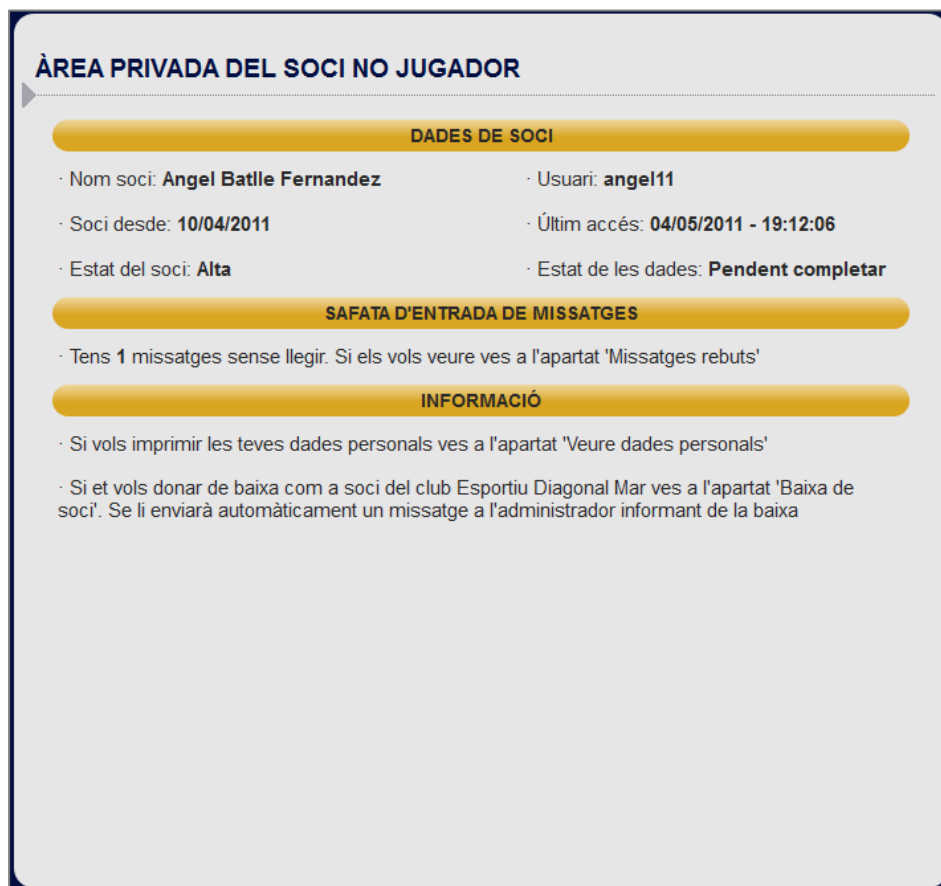 ÀREA PRIVADA DEL SOCI NO JUGADOR
DADES DE SOCI
· Nom soci: Angel Batlle Fernandez
· Usuari: angel11
· Soci desde: 10/04/2011
· Últim accés: 04/05/2011 - 19:12:06
· Estat del soci: Alta
· Estat de les dades: Pendent completar
SAFATA D'ENTRADA DE MISSATGES
· Tens 1 missatges sense llegir. Si els vols veure ves a l'apartat 'Missatges rebuts'
INFORMACIÓ
· Si vols imprimir les teves dades personals ves a l'apartat 'Veure dades personals'
· Si et vols donar de baixa com a soci del club Esportiu Diagonal Mar ves a l'apartat 'Baixa de
soci'. Se li enviarà automàticament un missatge a l'administrador informant de la baixa